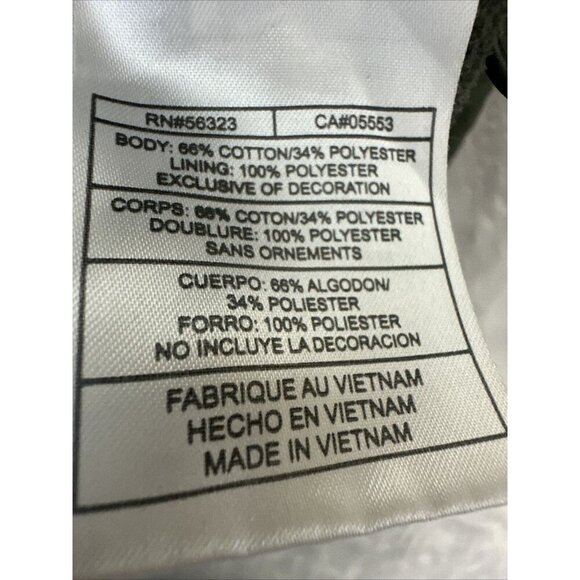 RN#56323 CA#05553
BODY: 66% COTTON/34% POLYESTER
LINING: 100% POLYESTER
EXCLUSIVE OF DECORATION
CORPS: 66% COTON/34% POLYESTER
DOUBLURE: 100% POLYESTER
SANS ORNEMENTS
CUERPO: 66% ALGODON/
34% POLIESTER
FORRO: 100% POLIESTER
NO INCLUYE LA DECORACION
FABRIQUE AU VIETNAM
HECHO EN VIETNAM
MADE IN VIETNAM